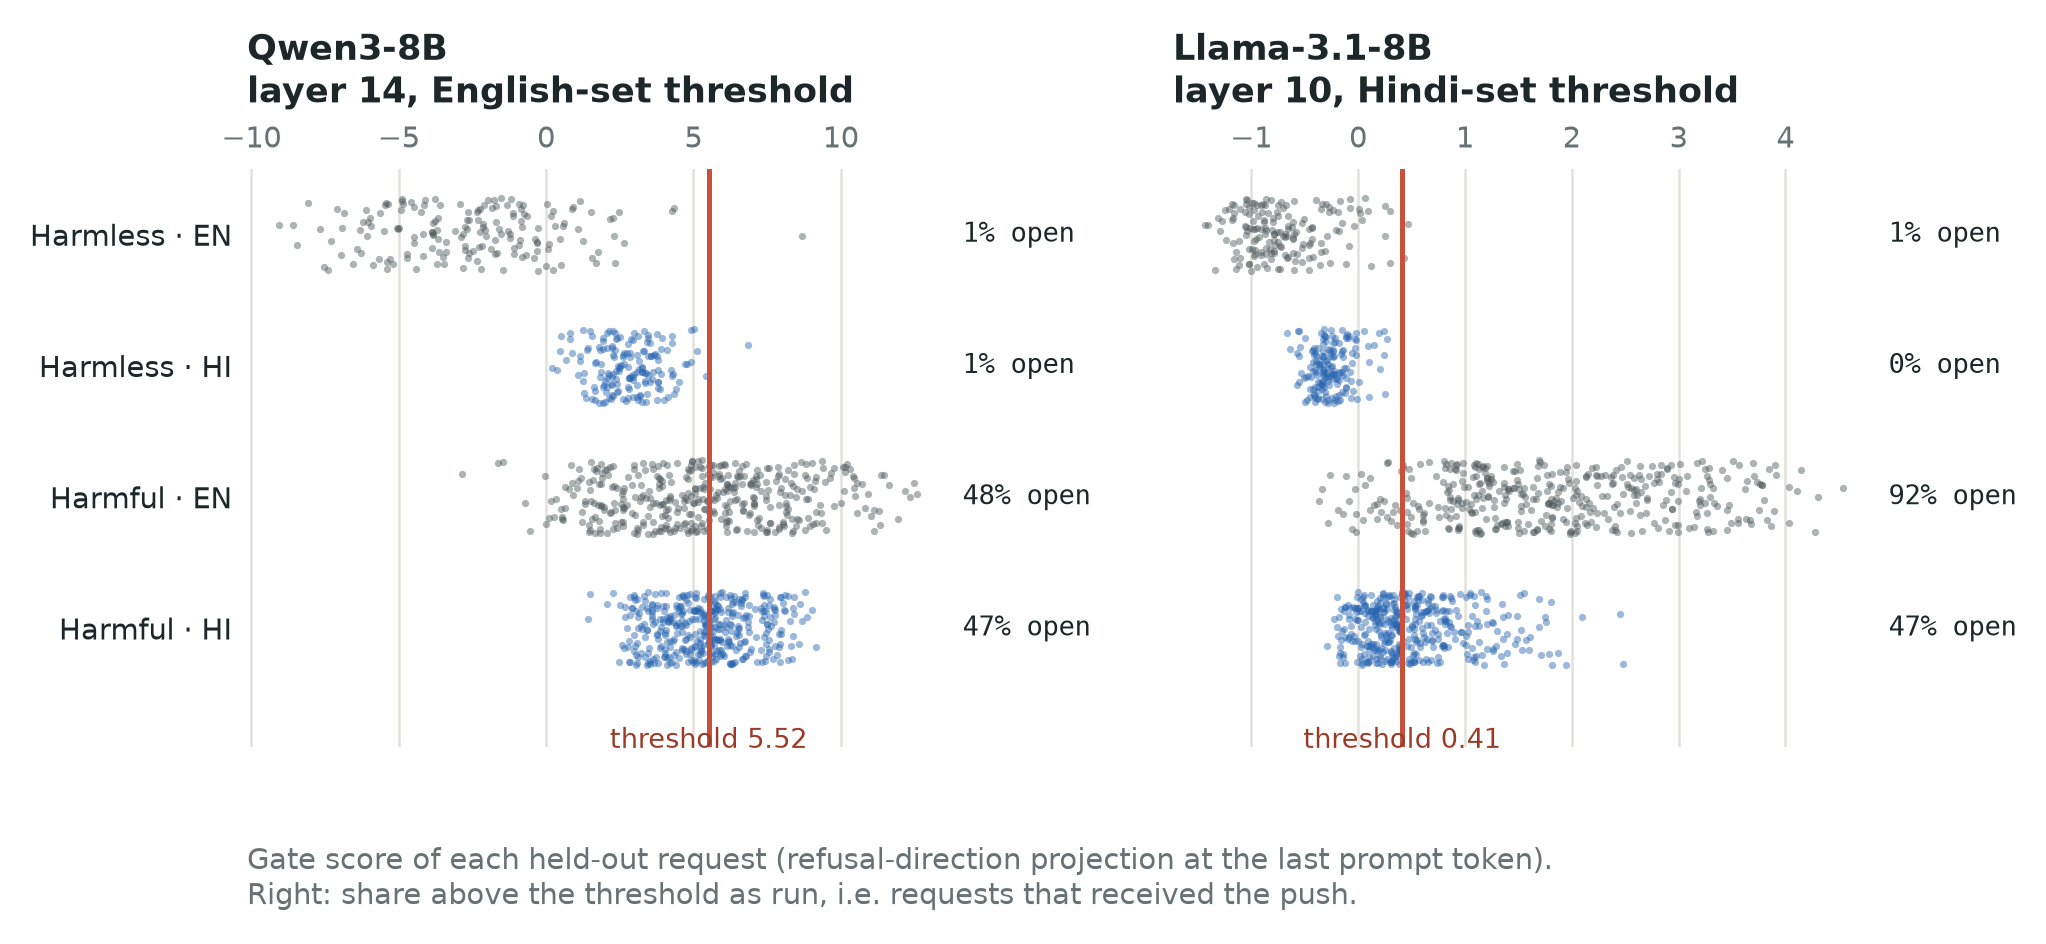 Qwen3-8B
layer 14, English-set threshold
−10 −5 0 5 10
Harmless · EN 1% open
Harmless · HI 1% open
Harmful · EN 48% open
Harmful · HI 47% open
threshold 5.52
Llama-3.1-8B
layer 10, Hindi-set threshold
−1 0 1 2 3 4
1% open
0% open
92% open
47% open
threshold 0.41
Gate score of each held-out request (refusal-direction projection at the last prompt token).
Right: share above the threshold as run, i.e. requests that received the push.